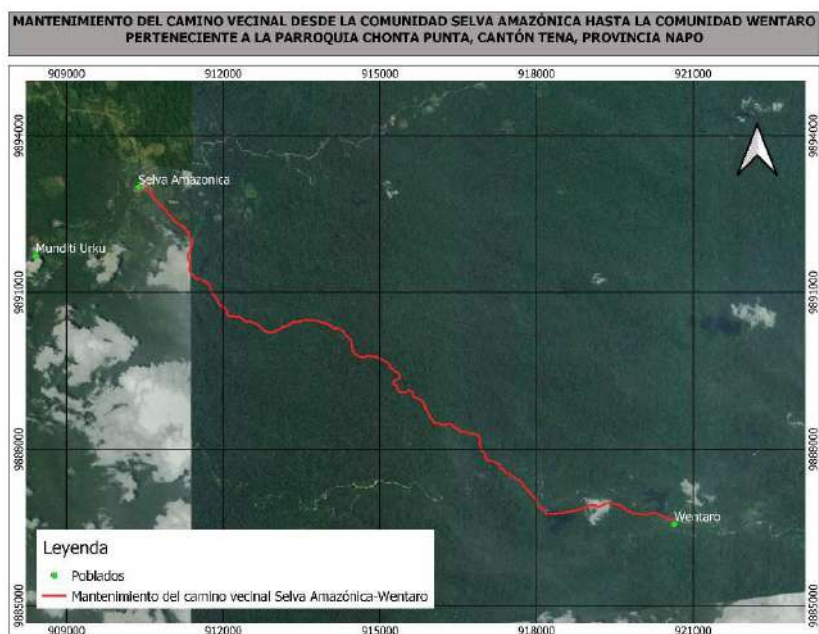 MANTENIMIENTO DEL CAMINO VECINAL DESDE LA COMUNIDAD SELVA AMAZÓNICA HASTA LA COMUNIDAD WENTARO
PERTENECIENTE A LA PARROQUIA CHONTA PUNTA, CANTÓN TENA, PROVINCIA NAPO
909000 912000 915000 918000 921000
9894000 9894000
Selva Amazonica
Munditi Urku
9891000 9891000
9888000 9888000
Wentaro
Leyenda
Poblados
Mantenimiento del camino vecinal Selva Amazónica-Wentaro
9885000 9885000
909000 912000 915000 918000 921000